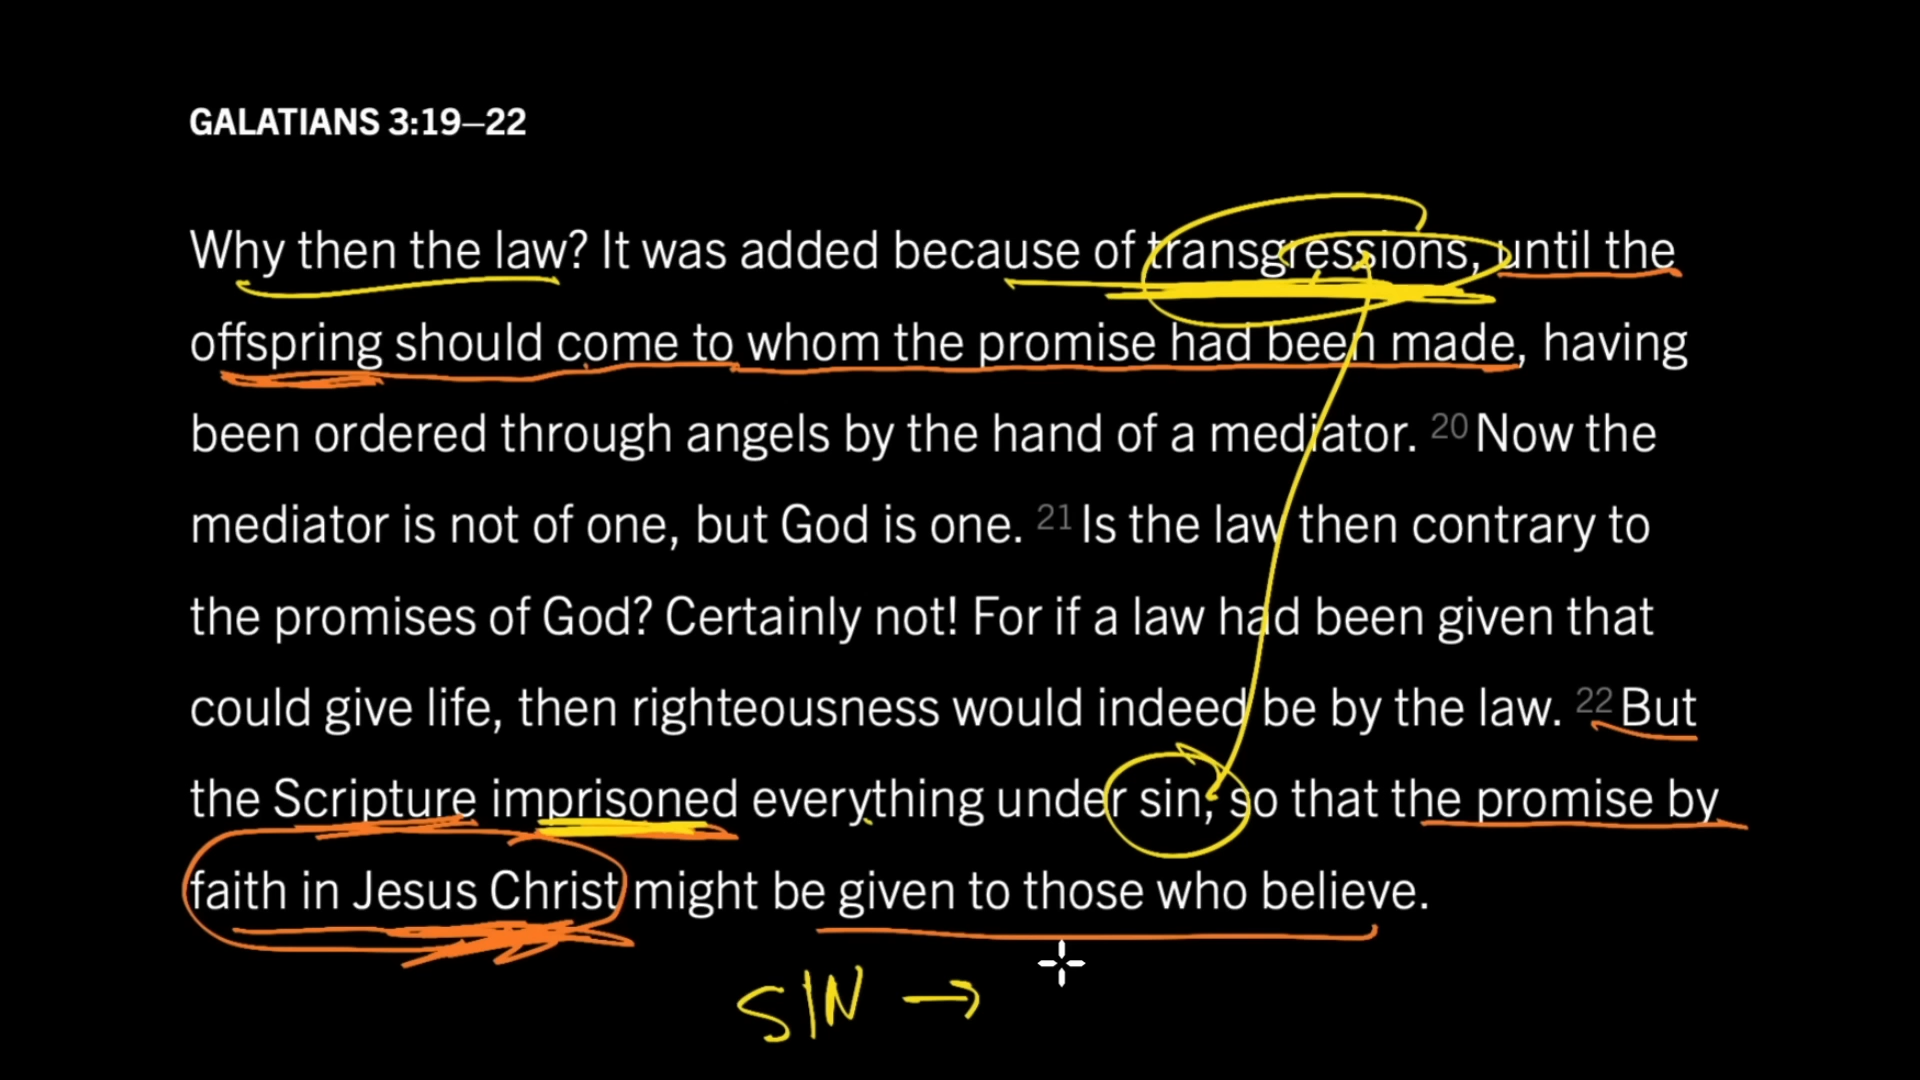 GALATIANS 3:19–22
Why then the law? It was added because of transgressions, until the
offspring should come to whom the promise had been made, having
been ordered through angels by the hand of a mediator. 20 Now the
mediator is not of one, but God is one. 21 Is the law then contrary to
the promises of God? Certainly not! For if a law had been given that
could give life, then righteousness would indeed be by the law. 22 But
the Scripture imprisoned everything under sin, so that the promise by
faith in Jesus Christ might be given to those who believe.
SIN →